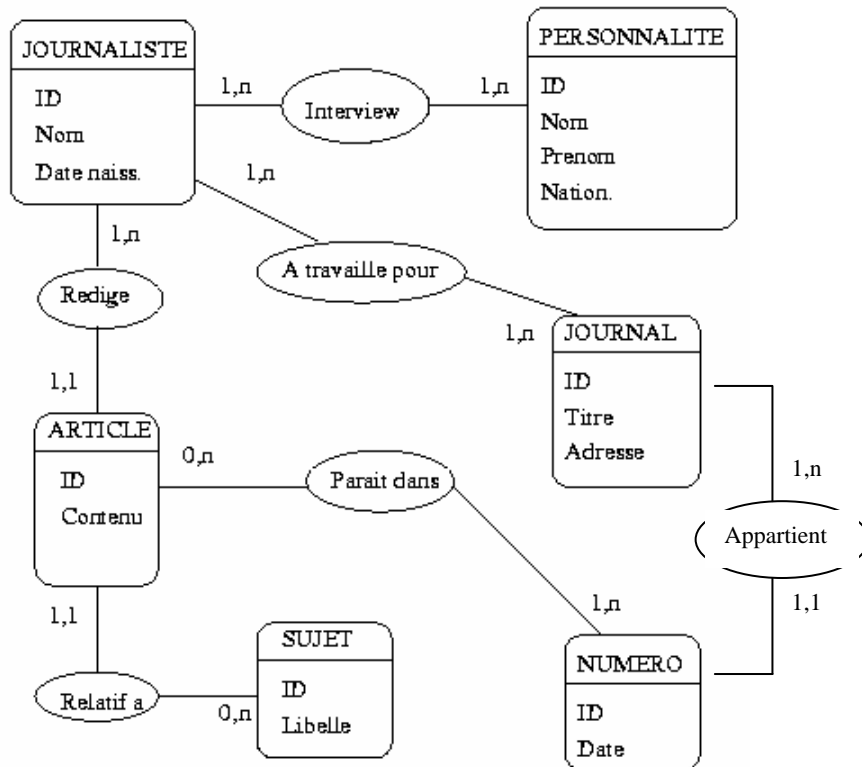 JOURNALISTE
ID
Nom
Date naiss.
1,n
Interview
1,n
PERSONNALITE
ID
Nom
Prenom
Nation.
1,n
A travaille pour
1,n
JOURNAL
ID
Titre
Adresse
1,n
Redige
1,1
ARTICLE
ID
Contenu
0,n
Parait dans
1,n
1,n
Appartient
1,1
NUMERO
ID
Date
1,1
Relatif a
0,n
SUJET
ID
Libelle